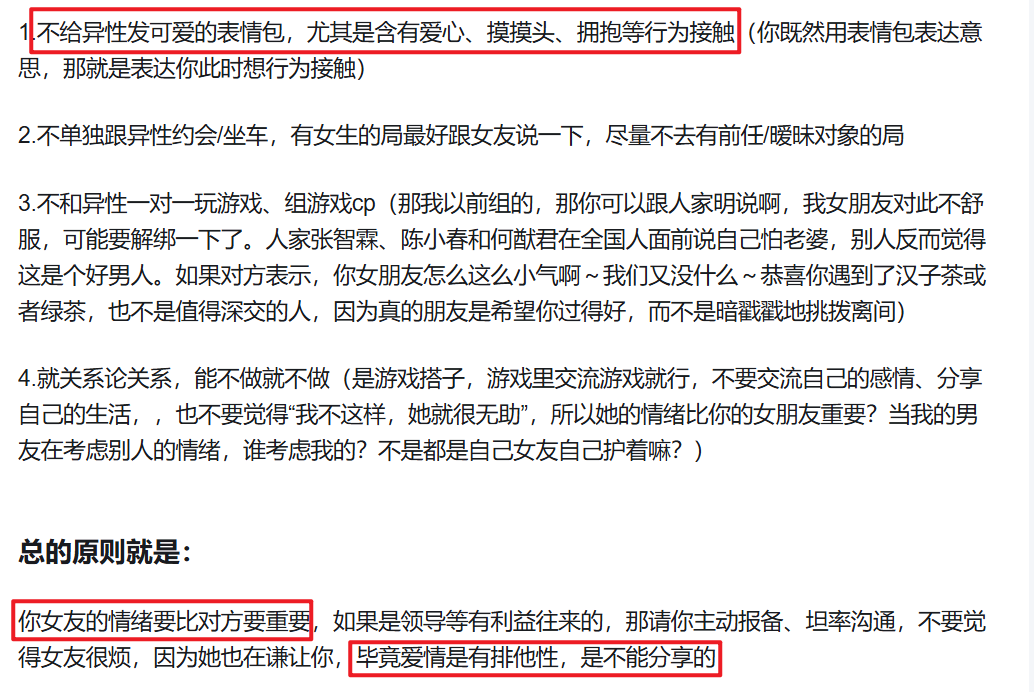 1.不给异性发可爱的表情包，尤其是含有爱心、摸摸头、拥抱等行为接触（你既然用表情包表达意
思，那就是表达你此时想行为接触）
2.不单独跟异性约会/坐车，有女生的局最好跟女友说一下，尽量不去有前任/暧昧对象的局
3.不和异性一对一玩游戏、组游戏cp（那我以前组的，那你可以跟人家明说啊，我女朋友对此不舒
服，可能要解绑一下了。人家张智霖、陈小春和何猷君在全国人面前说自己怕老婆，别人反而觉得
这是个好男人。如果对方表示，你女朋友怎么这么小气啊～我们又没什么～恭喜你遇到了汉子茶或
者绿茶，也不是值得深交的人，因为真的朋友是希望你过得好，而不是暗戳戳地挑拨离间）
4.就关系论关系，能不做就不做（是游戏搭子，游戏里交流游戏就行，不要交流自己的感情、分享
自己的生活，，也不要觉得“我不这样，她就很无助”，所以她的情绪比你的女朋友重要？当我的男
友在考虑别人的情绪，谁考虑我的？不是都是自己女友自己护着嘛？）
总的原则就是：
你女友的情绪要比对方要重要，如果是领导等有利益往来的，那请你主动报备、坦率沟通，不要觉
得女友很烦，因为她也在谦让你，毕竟爱情是有排他性，是不能分享的